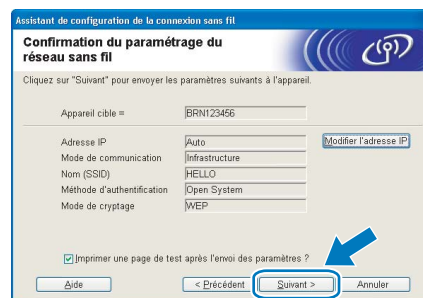 Assistant de configuration de la connexion sans fil
Confirmation du paramétrage du
réseau sans fil
Cliquez sur "Suivant" pour envoyer les paramètres suivants à l'appareil.
Appareil cible = BRN123456
Adresse IP Auto Modifier l'adresse IP
Mode de communication Infrastructure
Nom (SSID) HELLO
Méthode d'authentification Open System
Mode de cryptage WEP
Imprimer une page de test après l'envoi des paramètres ?
Aide < Précédent Suivant > Annuler